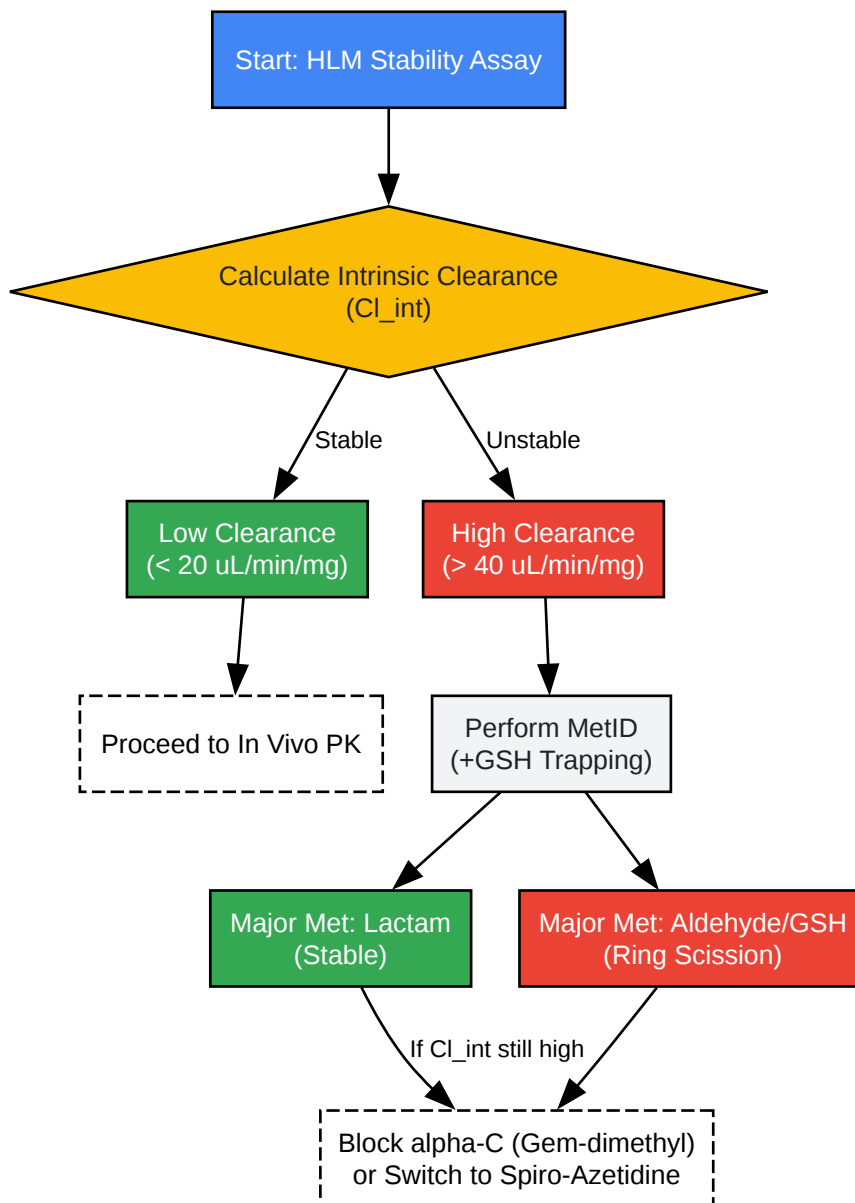 Start: HLM Stability Assay
Calculate Intrinsic Clearance
(Cl_int)
Stable
Unstable
Low Clearance
(< 20 uL/min/mg)
High Clearance
(> 40 uL/min/mg)
Proceed to In Vivo PK
Perform MetID
(+GSH Trapping)
Major Met: Lactam
(Stable)
Major Met: Aldehyde/GSH
(Ring Scission)
If Cl_int still high
Block alpha-C (Gem-dimethyl)
or Switch to Spiro-Azetidine